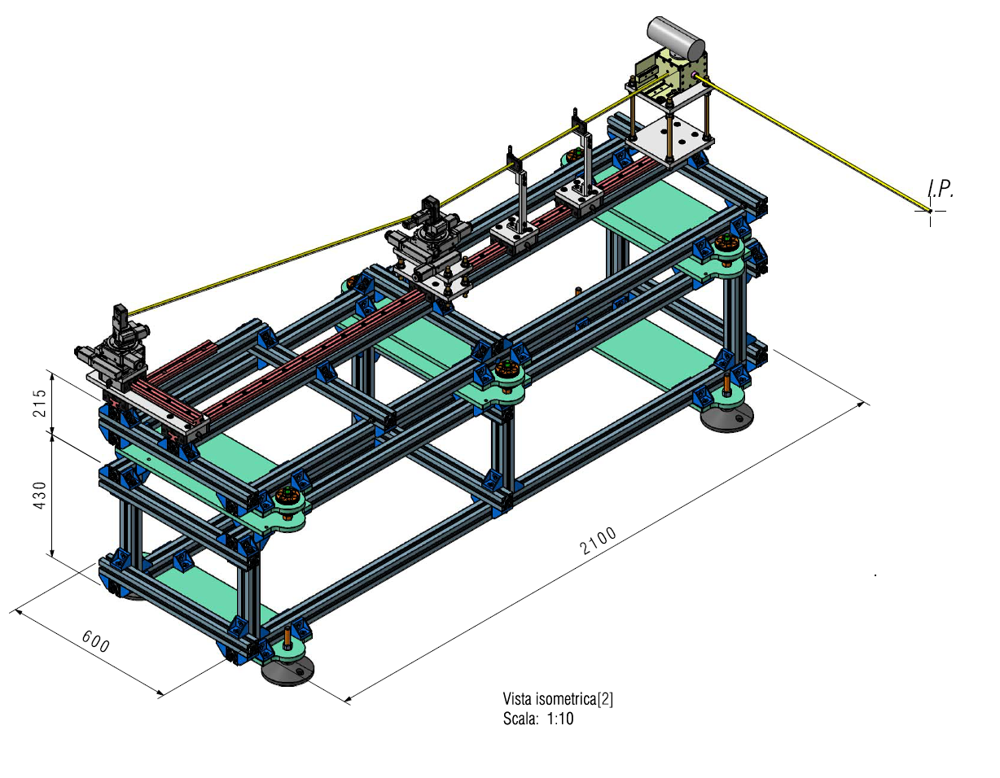 I.P.
215
430
2100
600
Vista isometrica[2]
Scala: 1:10